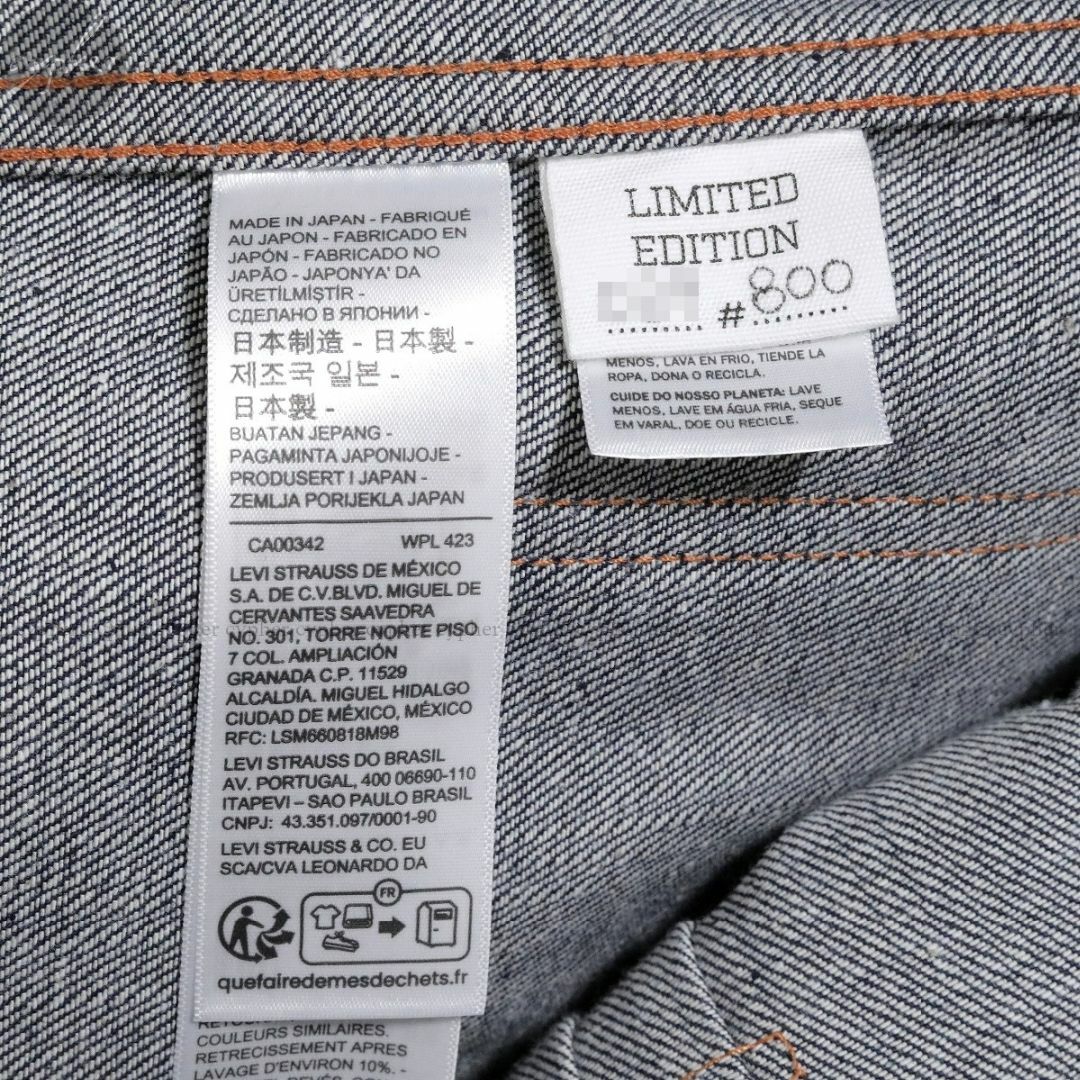 MADE IN JAPAN - FABRIQUÉ
AU JAPON - FABRICADO EN
JAPÓN - FABRICADO NO
JAPÃO - JAPONYA' DA
ÜRETİLMİŞTİR -
СДЕЛАНО В ЯПОНИИ -
日本制造 - 日本製 -
제조국 일본 -
日本製 -
BUATAN JEPANG -
PAGAMINTA JAPONIJOJE -
PRODUSERT I JAPAN -
ZEMLJA PORIJEKLA JAPAN
CA00342 WPL 423
LEVI STRAUSS DE MÉXICO
S.A. DE C.V.BLVD. MIGUEL DE
CERVANTES SAAVEDRA
NO. 301, TORRE NORTE PISO
7 COL. AMPLIACIÓN
GRANADA C.P. 11529
ALCALDÍA. MIGUEL HIDALGO
CIUDAD DE MÉXICO, MÉXICO
RFC: LSM660818M98
LEVI STRAUSS DO BRASIL
AV. PORTUGAL, 400 06690-110
ITAPEVI – SAO PAULO BRASIL
CNPJ: 43.351.097/0001-90
LEVI STRAUSS & CO. EU
SCA/CVA LEONARDO DA
FR
quefairedemesdechets.fr
COULEURS SIMILAIRES.
RETRECISSEMENT APRES
LAVAGE D'ENVIRON 10%. -
LIMITED
EDITION
#800
MENOS, LAVA EN FRIO, TIENDE LA
ROPA, DONA O RECICLA.
CUIDE DO NOSSO PLANETA: LAVE
MENOS, LAVE EM ÁGUA FRIA, SEQUE
EM VARAL, DOE OU RECICLE.